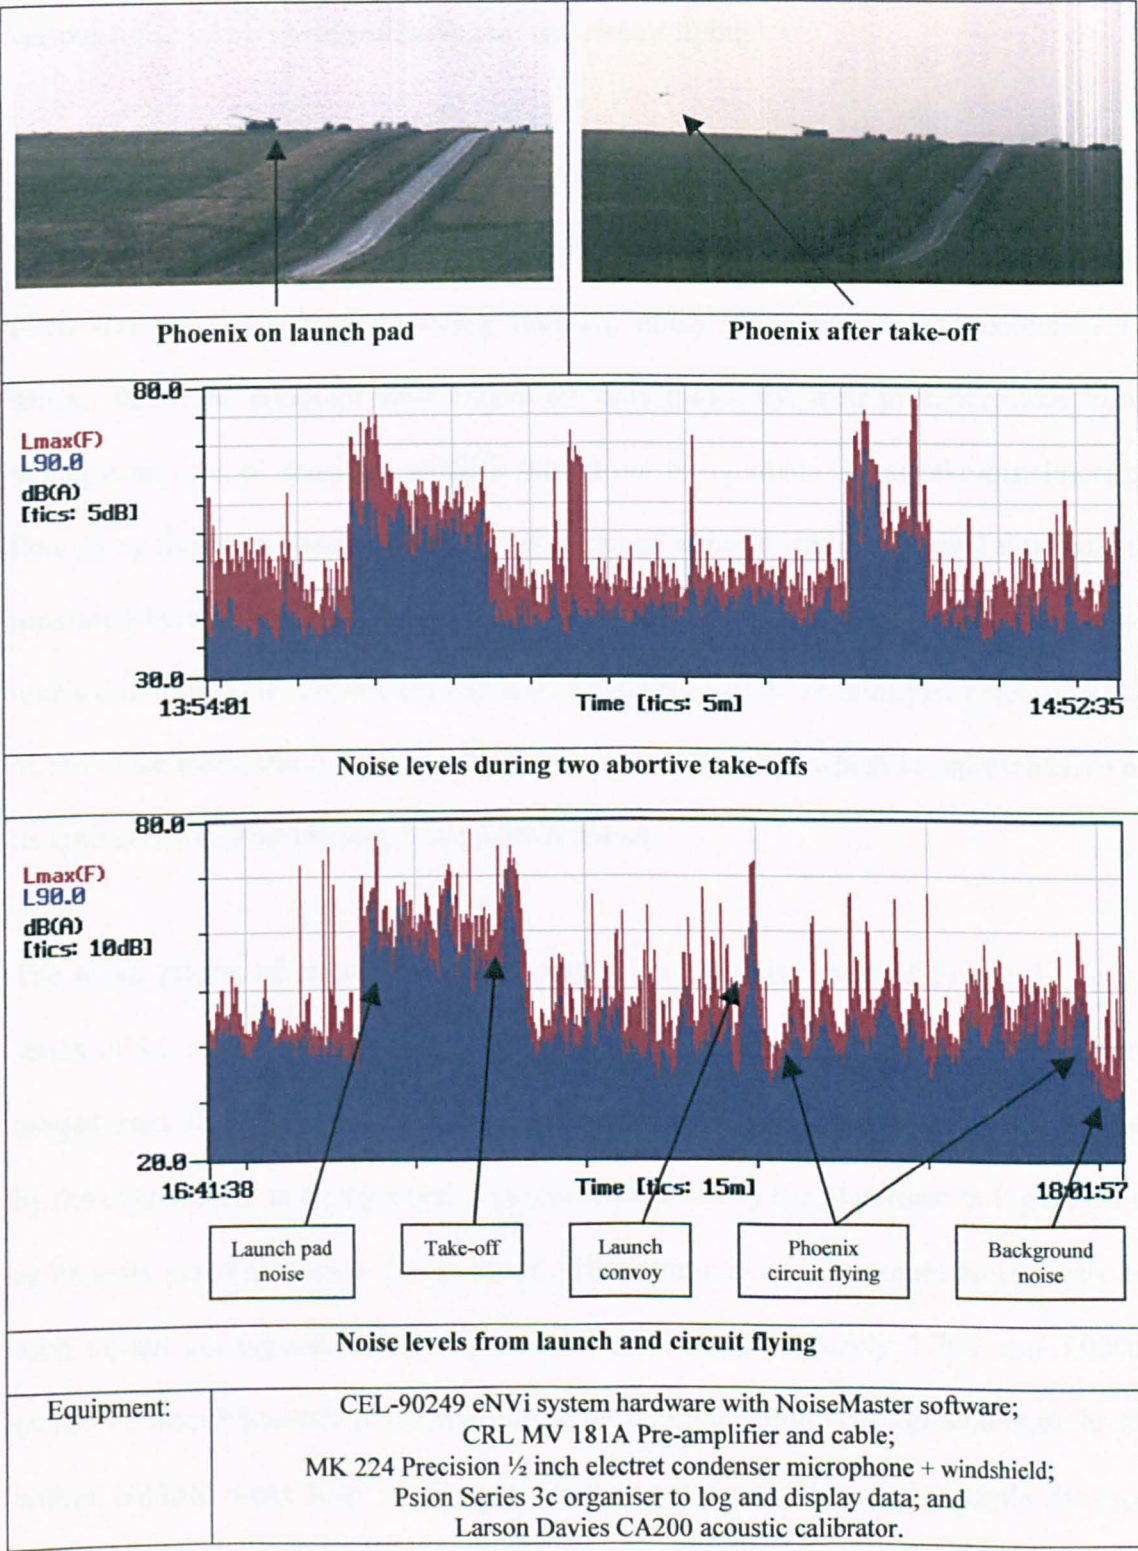 Phoenix on launch pad
Phoenix after take-off
80.0
Lmax(F)
L90.0
dB(A)
[tics: 5dB]
30.0
13:54:01
Time [tics: 5m]
14:52:35
Noise levels during two abortive take-offs
80.0
Lmax(F)
L90.0
dB(A)
[tics: 10dB]
20.0
16:41:38
Time [tics: 15m]
18:01:57
Launch pad
noise
Take-off
Launch
convoy
Phoenix
circuit flying
Background
noise
Noise levels from launch and circuit flying
Equipment:
CEL-90249 eNVi system hardware with NoiseMaster software;
CRL MV 181A Pre-amplifier and cable;
MK 224 Precision ½ inch electret condenser microphone + windshield;
Psion Series 3c organiser to log and display data; and
Larson Davies CA200 acoustic calibrator.